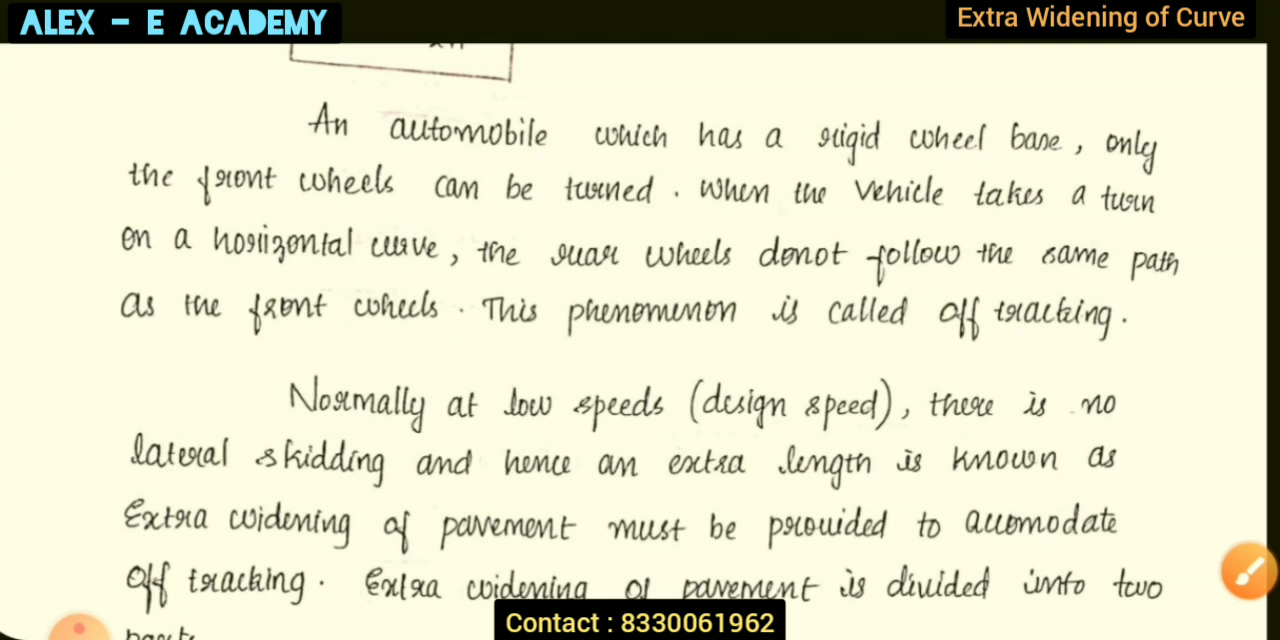 ALEX - E ACADEMY
Extra Widening of Curve
An automobile which has a rigid wheel base, only
the front wheels can be turned. When the vehicle takes a turn
on a horizontal curve, the rear wheels donot follow the same path
as the front wheels. This phenomenon is called off tracking.
Normally at low speeds (design speed), there is no
lateral skidding and hence an extra length is known as
Extra widening of pavement must be provided to accomodate
off tracking. Extra widening of pavement is divided into two
Contact : 8330061962